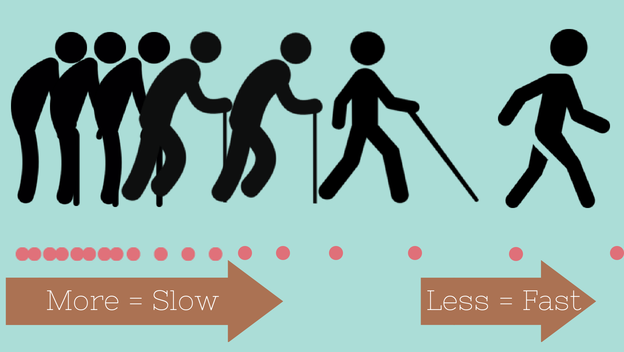 More = Slow
Less = Fast